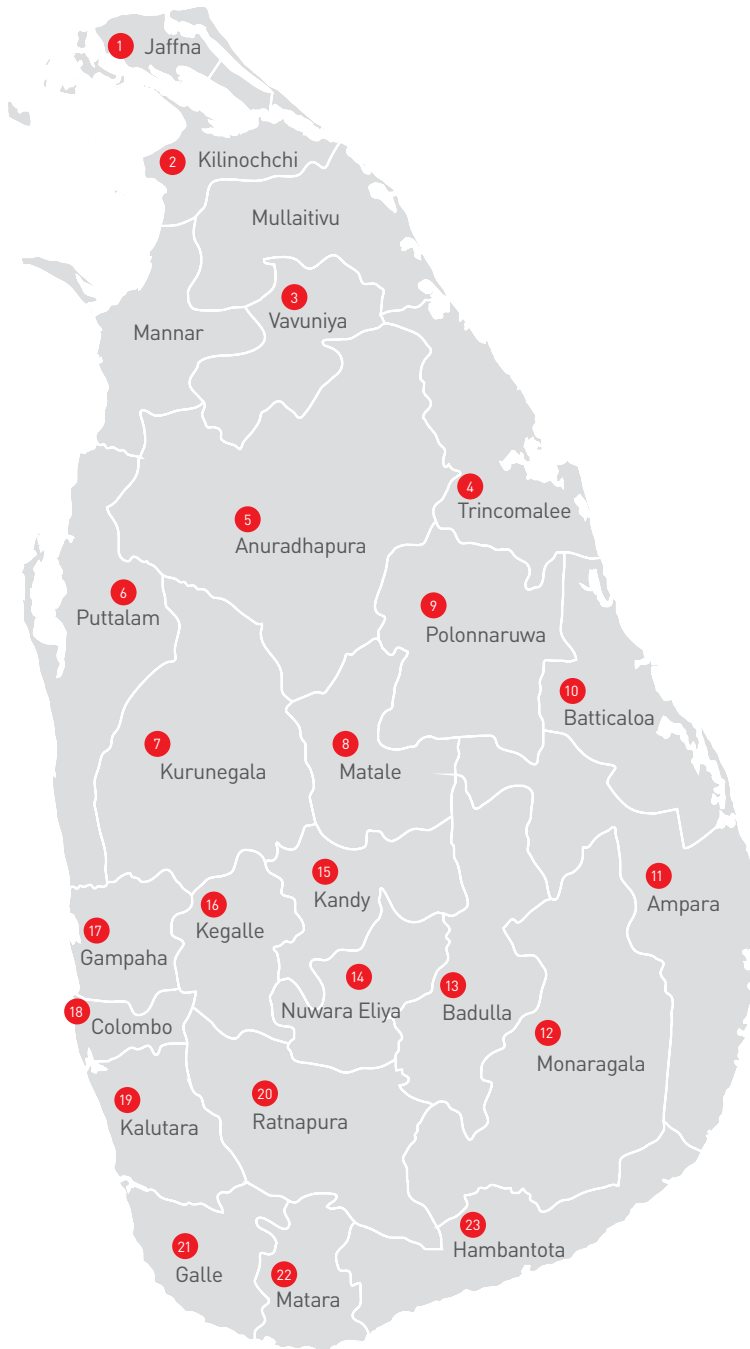 1 Jaffna
2 Kilinochchi
Mullaitivu
3
Vavuniya
Mannar
4
Trincomalee
5
Anuradhapura
6
Puttalam
9
Polonnaruwa
10
Batticaloa
7
Kurunegala
8
Matale
15
Kandy
11
Ampara
16
Kegalle
17
Gampaha
14
Nuwara Eliya
13
Badulla
18
Colombo
12
Monaragala
19
Kalutara
20
Ratnapura
23
Hambantota
21
Galle
22
Matara